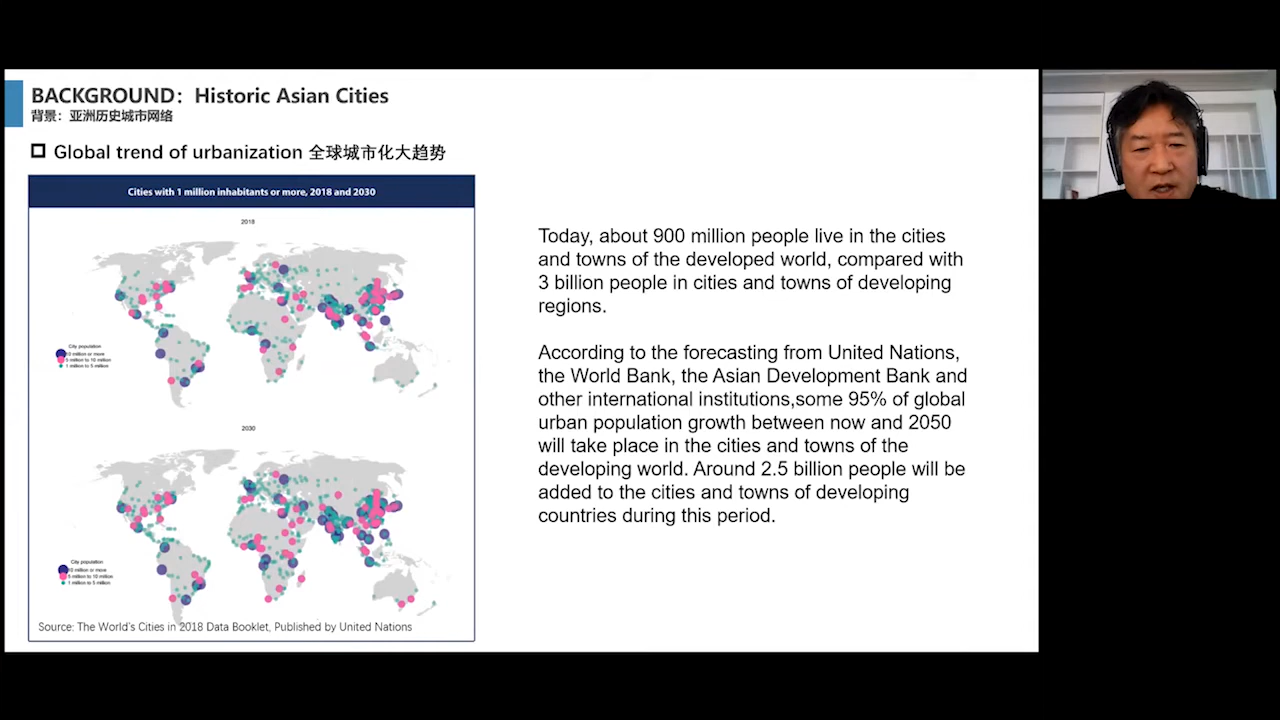 BACKGROUND：Historic Asian Cities
背景：亚洲历史城市网络
Global trend of urbanization 全球城市化大趋势
Cities with 1 million inhabitants or more, 2018 and 2030
2018
City population
10 million or more
5 million to 10 million
1 million to 5 million
2030
City population
10 million or more
5 million to 10 million
1 million to 5 million
Source: The World's Cities in 2018 Data Booklet, Published by United Nations
Today, about 900 million people live in the cities
and towns of the developed world, compared with
3 billion people in cities and towns of developing
regions.
According to the forecasting from United Nations,
the World Bank, the Asian Development Bank and
other international institutions,some 95% of global
urban population growth between now and 2050
will take place in the cities and towns of the
developing world. Around 2.5 billion people will be
added to the cities and towns of developing
countries during this period.